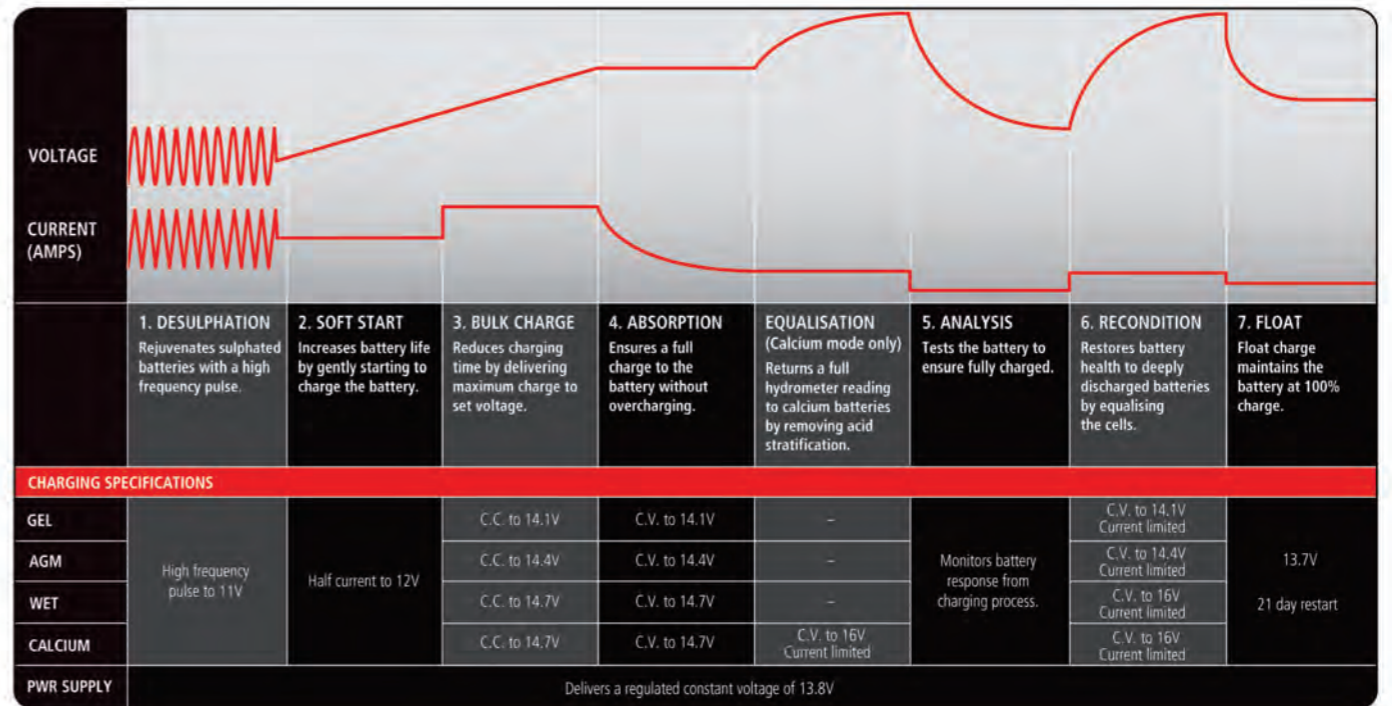 VOLTAGE
CURRENT
(AMPS)
1. DESULPHATION
Rejuvenates sulphated
batteries with a high
frequency pulse.
2. SOFT START
Increases battery life
by gently starting to
charge the battery.
3. BULK CHARGE
Reduces charging
time by delivering
maximum charge to
set voltage.
4. ABSORPTION
Ensures a full
charge to the
battery without
overcharging.
EQUALISATION
(Calcium mode only)
Returns a full
hydrometer reading
to calcium batteries
by removing acid
stratification.
5. ANALYSIS
Tests the battery to
ensure fully charged.
6. RECONDITION
Restores battery
health to deeply
discharged batteries
by equalising
the cells.
7. FLOAT
Float charge
maintains the
battery at 100%
charge.
CHARGING SPECIFICATIONS
GEL
AGM
WET
CALCIUM
High frequency
pulse to 11V
Half current to 12V
C.C. to 14.1V
C.C. to 14.4V
C.C. to 14.7V
C.C. to 14.7V
C.V. to 14.1V
C.V. to 14.4V
C.V. to 14.7V
C.V. to 14.7V
–
–
–
C.V. to 16V
Current limited
Monitors battery
response from
charging process.
C.V. to 14.1V
Current limited
C.V. to 14.4V
Current limited
C.V. to 16V
Current limited
C.V. to 16V
Current limited
13.7V
21 day restart
PWR SUPPLY
Delivers a regulated constant voltage of 13.8V